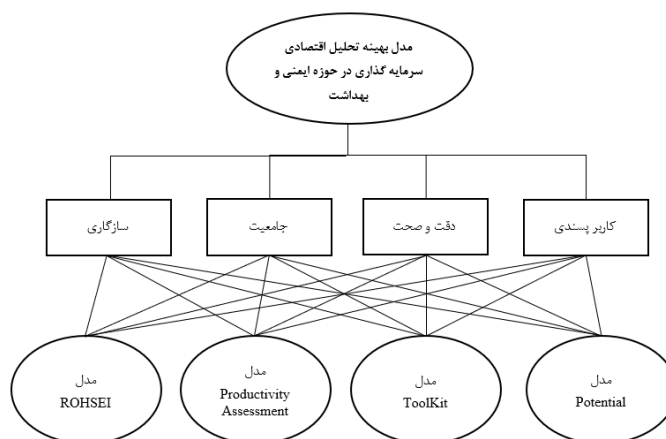 مدل بهینه تحلیل اقتصادی
سرمایه گذاری در حوزه ایمنی و
بهداشت
کاربر پسندی
دقت و صحت
جامعیت
سازگاری
مدل
Potential
مدل
ToolKit
مدل
Productivity
Assessment
مدل
ROHSEI